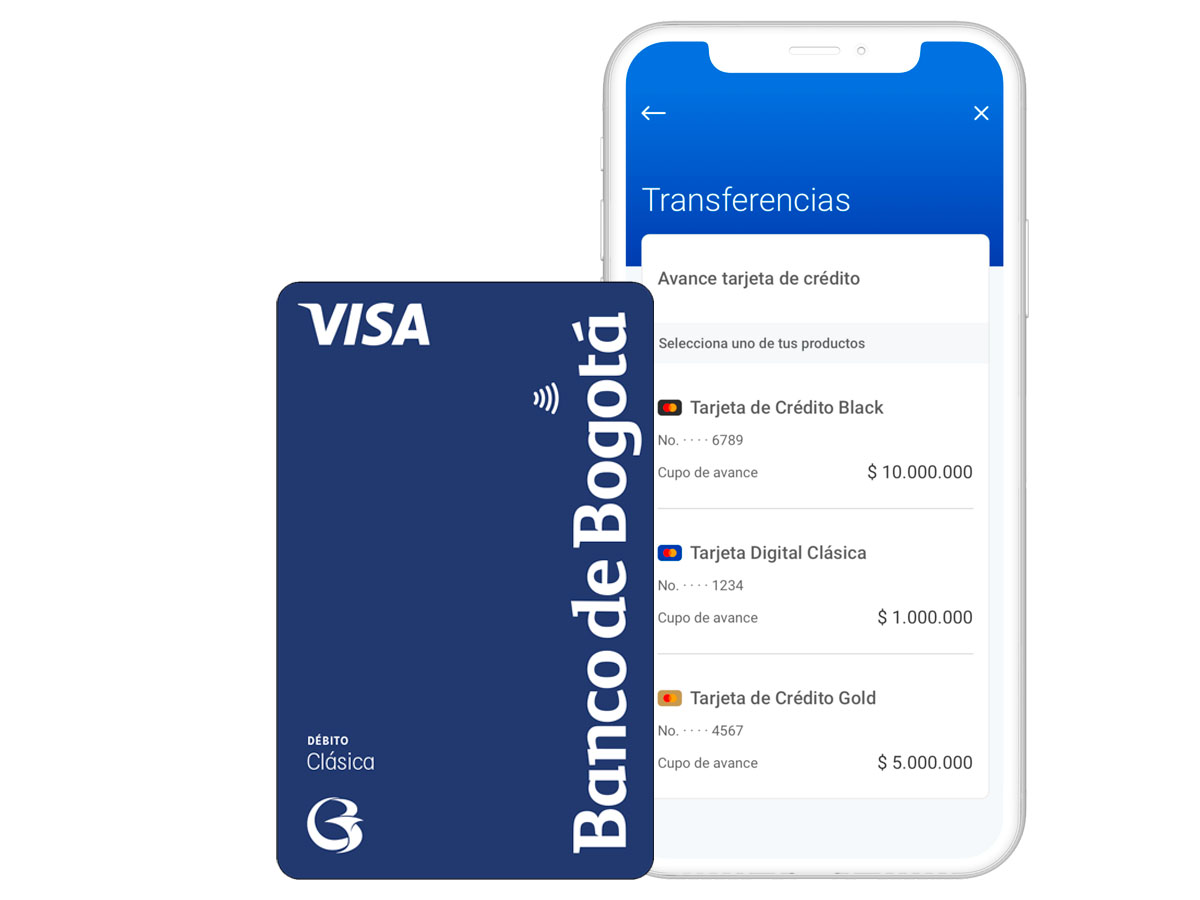 VISA
Banco de Bogotá
DÉBITO
Clásica
Transferencias
Avance tarjeta de crédito
Selecciona uno de tus productos
Tarjeta de Crédito Black
No. · · · · 6789
Cupo de avance $ 10.000.000
Tarjeta Digital Clásica
No. · · · · 1234
Cupo de avance $ 1.000.000
Tarjeta de Crédito Gold
No. · · · · 4567
Cupo de avance $ 5.000.000